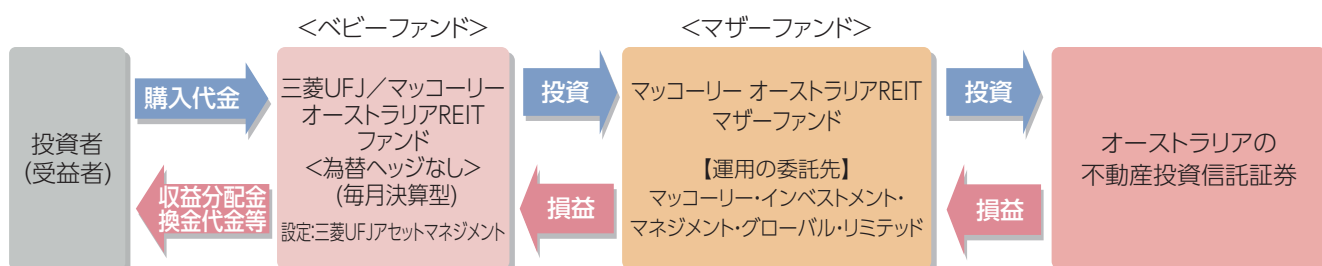 <ベビーファンド>
<マザーファンド>
投資者
(受益者)
購入代金
収益分配金
換金代金等
三菱UFJ/マッコーリー
オーストラリアREIT
ファンド
<為替ヘッジなし>
(毎月決算型)
設定:三菱UFJアセットマネジメント
投資
損益
マッコーリー オーストラリアREIT
マザーファンド
【運用の委託先】
マッコーリー・インベストメント・
マネジメント・グローバル・リミテッド
投資
損益
オーストラリアの
不動産投資信託証券